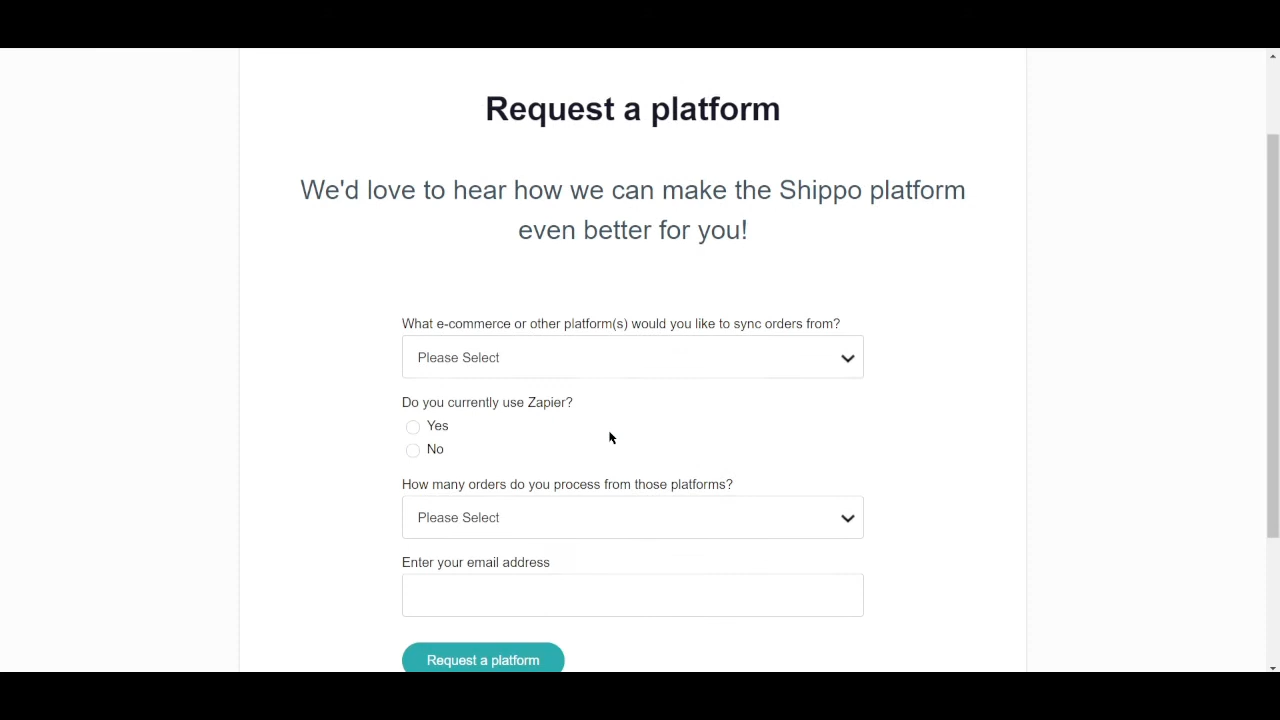 Request a platform
We'd love to hear how we can make the Shippo platform
even better for you!
What e-commerce or other platform(s) would you like to sync orders from?
Please Select
Do you currently use Zapier?
Yes
No
How many orders do you process from those platforms?
Please Select
Enter your email address
Request a platform